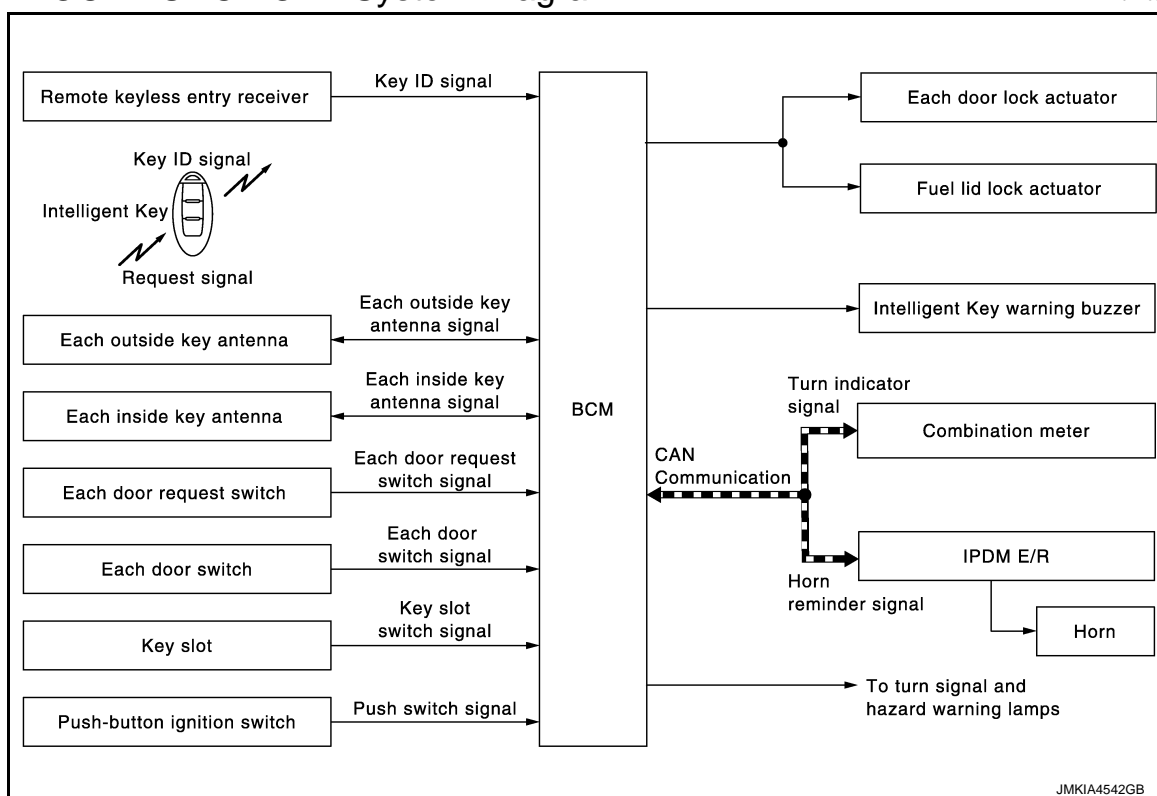 System Diagra
Remote keyless entry receiver
Key ID signal
Key ID signal
Intelligent Key
Request signal
Each outside key antenna
Each outside key
antenna signal
Each inside key antenna
Each inside key
antenna signal
Each door request switch
Each door request
switch signal
Each door switch
Each door
switch signal
Key slot
Key slot
switch signal
Push-button ignition switch
Push switch signal
BCM
Each door lock actuator
Fuel lid lock actuator
Intelligent Key warning buzzer
Turn indicator
signal
Combination meter
CAN
Communication
IPDM E/R
Horn
reminder signal
Horn
To turn signal and
hazard warning lamps
JMKIA4542GB